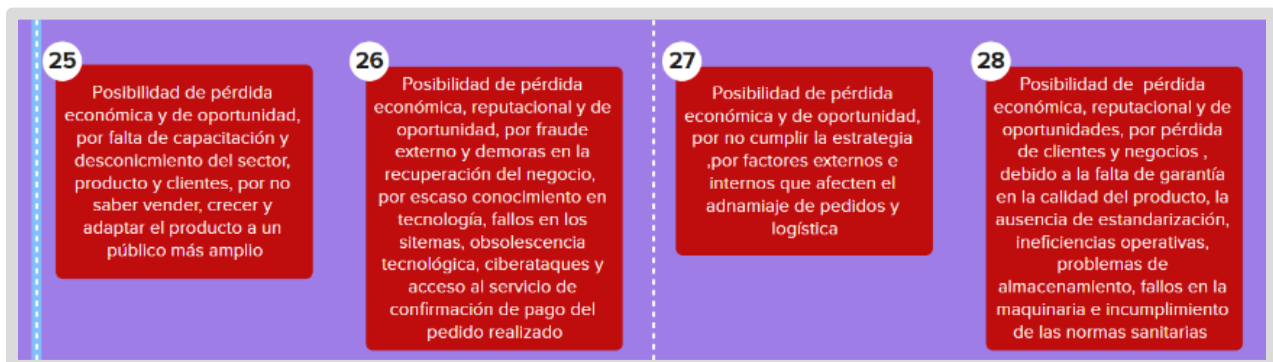 25
Posibilidad de pérdida
económica y de oportunidad,
por falta de capacitación y
desconicmiento del sector,
producto y clientes, por no
saber vender, crecer y
adaptar el producto a un
público más amplio
26
Posibilidad de pérdida
económica, reputacional y de
oportunidad, por fraude
externo y demoras en la
recuperación del negocio,
por escaso conocimiento en
tecnología, fallos en los
sitemas, obsolescencia
tecnológica, ciberataques y
acceso al servicio de
confirmación de pago del
pedido realizado
27
Posibilidad de pérdida
económica y de oportunidad,
por no cumplir la estrategia
,por factores externos e
internos que afecten el
adnamiaje de pedidos y
logística
28
Posibilidad de pérdida
económica, reputacional y de
oportunidades, por pérdida
de clientes y negocios ,
debido a la falta de garantía
en la calidad del producto, la
ausencia de estandarización,
ineficiencias operativas,
problemas de
almacenamiento, fallos en la
maquinaria e incumplimiento
de las normas sanitarias